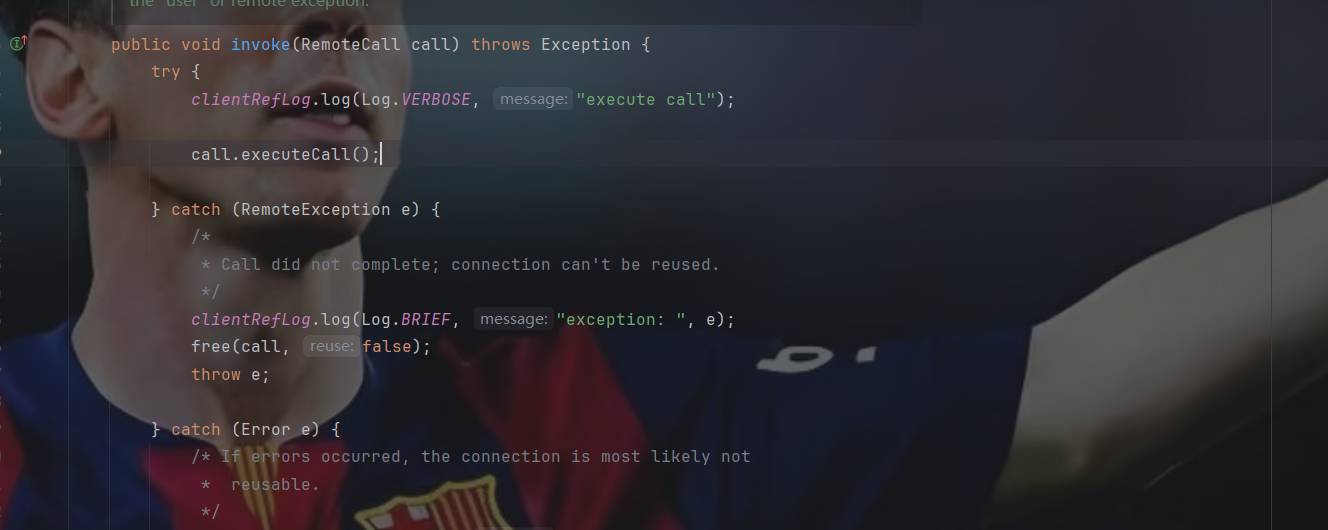 the "user" or remote exception.
public void invoke(RemoteCall call) throws Exception {
try {
clientRefLog.log(Log.VERBOSE, message: "execute call");
call.executeCall();
} catch (RemoteException e) {
/*
* Call did not complete; connection can't be reused.
*/
clientRefLog.log(Log.BRIEF, message: "exception: ", e);
free(call, reuse: false);
throw e;
} catch (Error e) {
/* If errors occurred, the connection is most likely not
* reusable.
*/